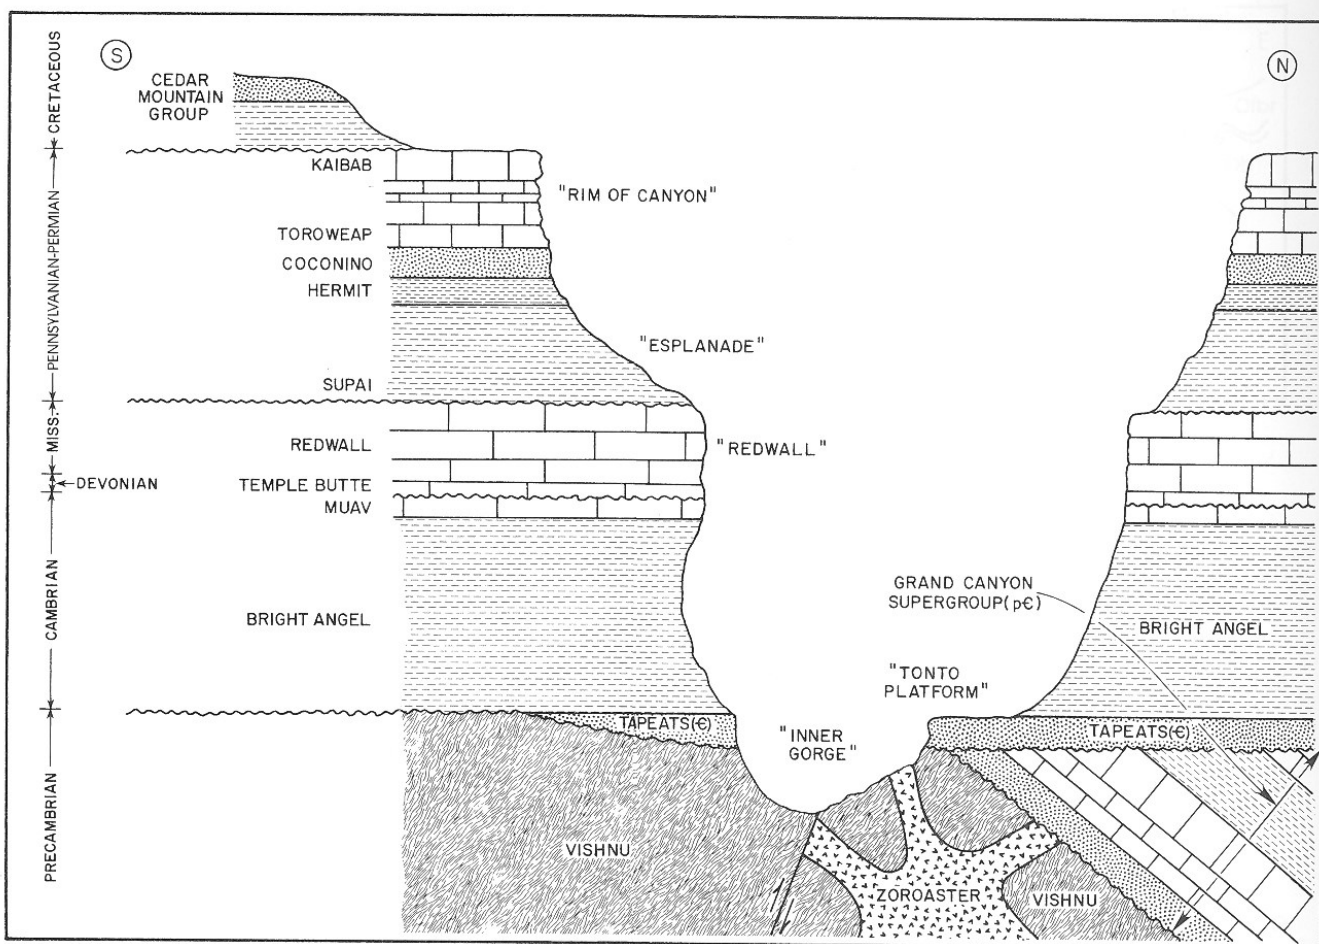 S
N
CEDAR
MOUNTAIN
GROUP
CRETACEOUS
PENNSYLVANIAN-PERMIAN
MISS.
DEVONIAN
CAMBRIAN
PRECAMBRIAN
KAIBAB
"RIM OF CANYON"
TOROWEAP
COCONINO
HERMIT
"ESPLANADE"
SUPAI
REDWALL
"REDWALL"
TEMPLE BUTTE
MUAV
BRIGHT ANGEL
GRAND CANYON
SUPERGROUP(p€)
BRIGHT ANGEL
"TONTO
PLATFORM"
TAPEATS(€)
"INNER
GORGE"
TAPEATS(€)
VISHNU
ZOROASTER
VISHNU